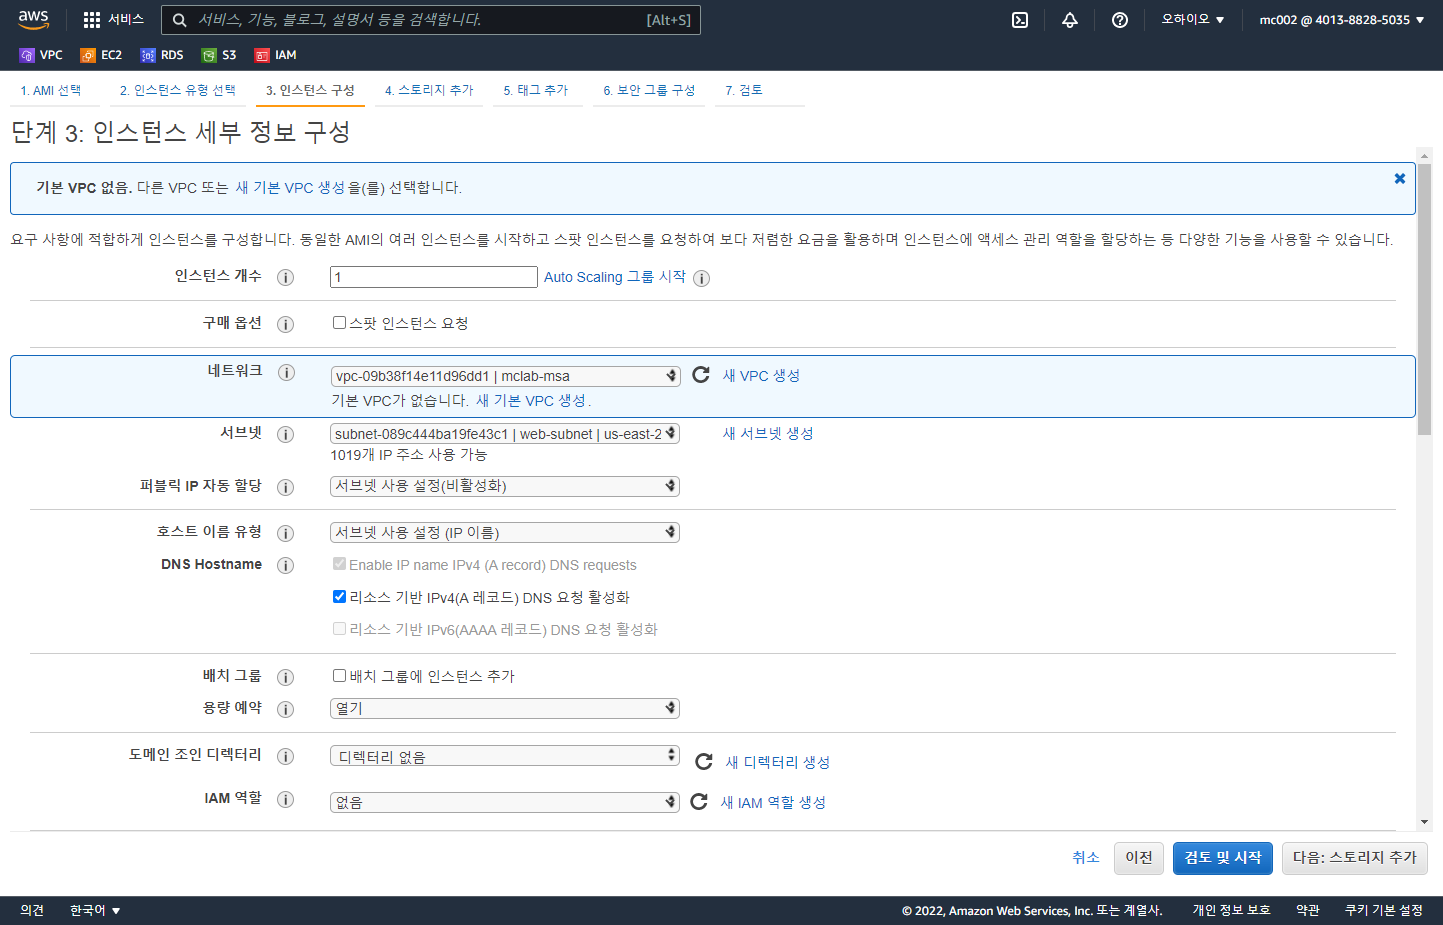 aws 서비스 서비스, 기능, 블로그, 설명서 등을 검색합니다. [Alt+S] 오하이오 ▼ mc002 @ 4013-8828-5035 ▼
VPC EC2 RDS S3 IAM
1. AMI 선택 2. 인스턴스 유형 선택 3. 인스턴스 구성 4. 스토리지 추가 5. 태그 추가 6. 보안 그룹 구성 7. 검토
단계 3: 인스턴스 세부 정보 구성
기본 VPC 없음. 다른 VPC 또는 새 기본 VPC 생성을(를) 선택합니다.
요구 사항에 적합하게 인스턴스를 구성합니다. 동일한 AMI의 여러 인스턴스를 시작하고 스팟 인스턴스를 요청하여 보다 저렴한 요금을 활용하며 인스턴스에 액세스 관리 역할을 할당하는 등 다양한 기능을 사용할 수 있습니다.
인스턴스 개수 1 Auto Scaling 그룹 시작
구매 옵션 스팟 인스턴스 요청
네트워크 vpc-09b38f14e11d96dd1 | mclab-msa 새 VPC 생성
기본 VPC가 없습니다. 새 기본 VPC 생성.
서브넷 subnet-089c444ba19fe43c1 | web-subnet | us-east-2 새 서브넷 생성
1019개 IP 주소 사용 가능
퍼블릭 IP 자동 할당 서브넷 사용 설정(비활성화)
호스트 이름 유형 서브넷 사용 설정 (IP 이름)
DNS Hostname Enable IP name IPv4 (A record) DNS requests
리소스 기반 IPv4(A 레코드) DNS 요청 활성화
리소스 기반 IPv6(AAAA 레코드) DNS 요청 활성화
배치 그룹 배치 그룹에 인스턴스 추가
용량 예약 열기
도메인 조인 디렉터리 디렉터리 없음 새 디렉터리 생성
IAM 역할 없음 새 IAM 역할 생성
취소 이전 검토 및 시작 다음: 스토리지 추가
의견 한국어 ▼ © 2022, Amazon Web Services, Inc. 또는 계열사. 개인 정보 보호 약관 쿠키 기본 설정